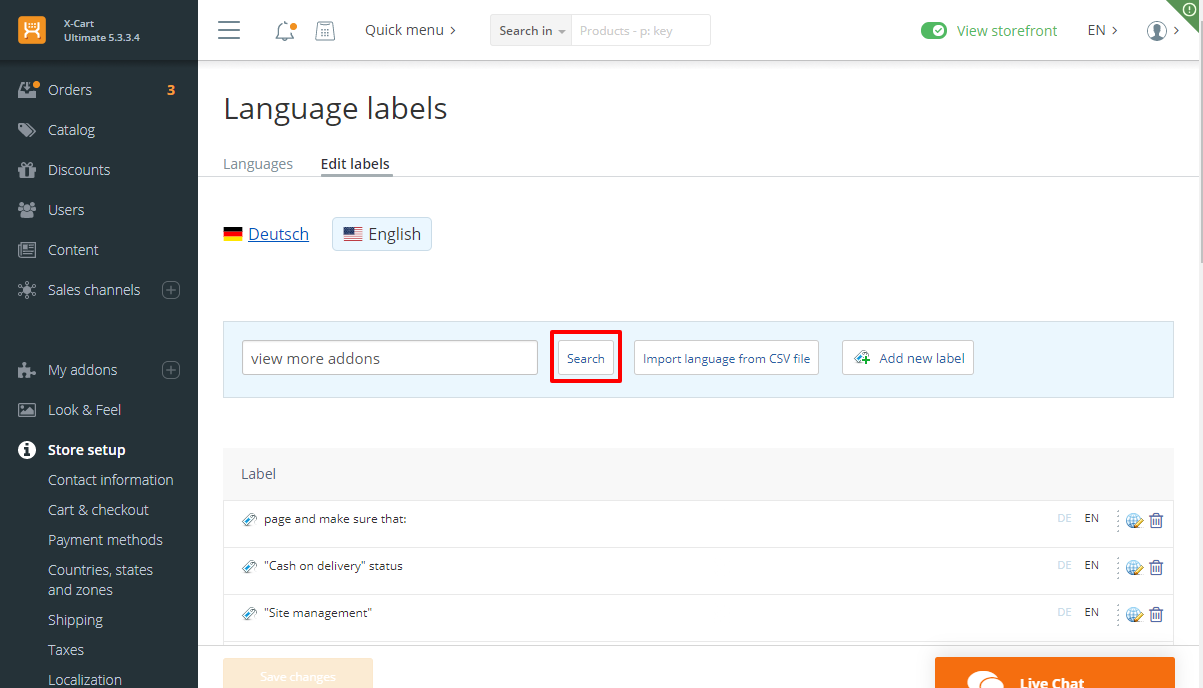 X-Cart
Ultimate 5.3.3.4
Quick menu
Search in
Products - p: key
View storefront
EN
Orders
3
Catalog
Discounts
Users
Content
Sales channels
My addons
Look & Feel
Store setup
Contact information
Cart & checkout
Payment methods
Countries, states
and zones
Shipping
Taxes
Localization
Language labels
Languages
Edit labels
Deutsch
English
view more addons
Search
Import language from CSV file
Add new label
Label
page and make sure that:
DE
EN
"Cash on delivery" status
DE
EN
"Site management"
DE
EN
Save changes
Live Chat